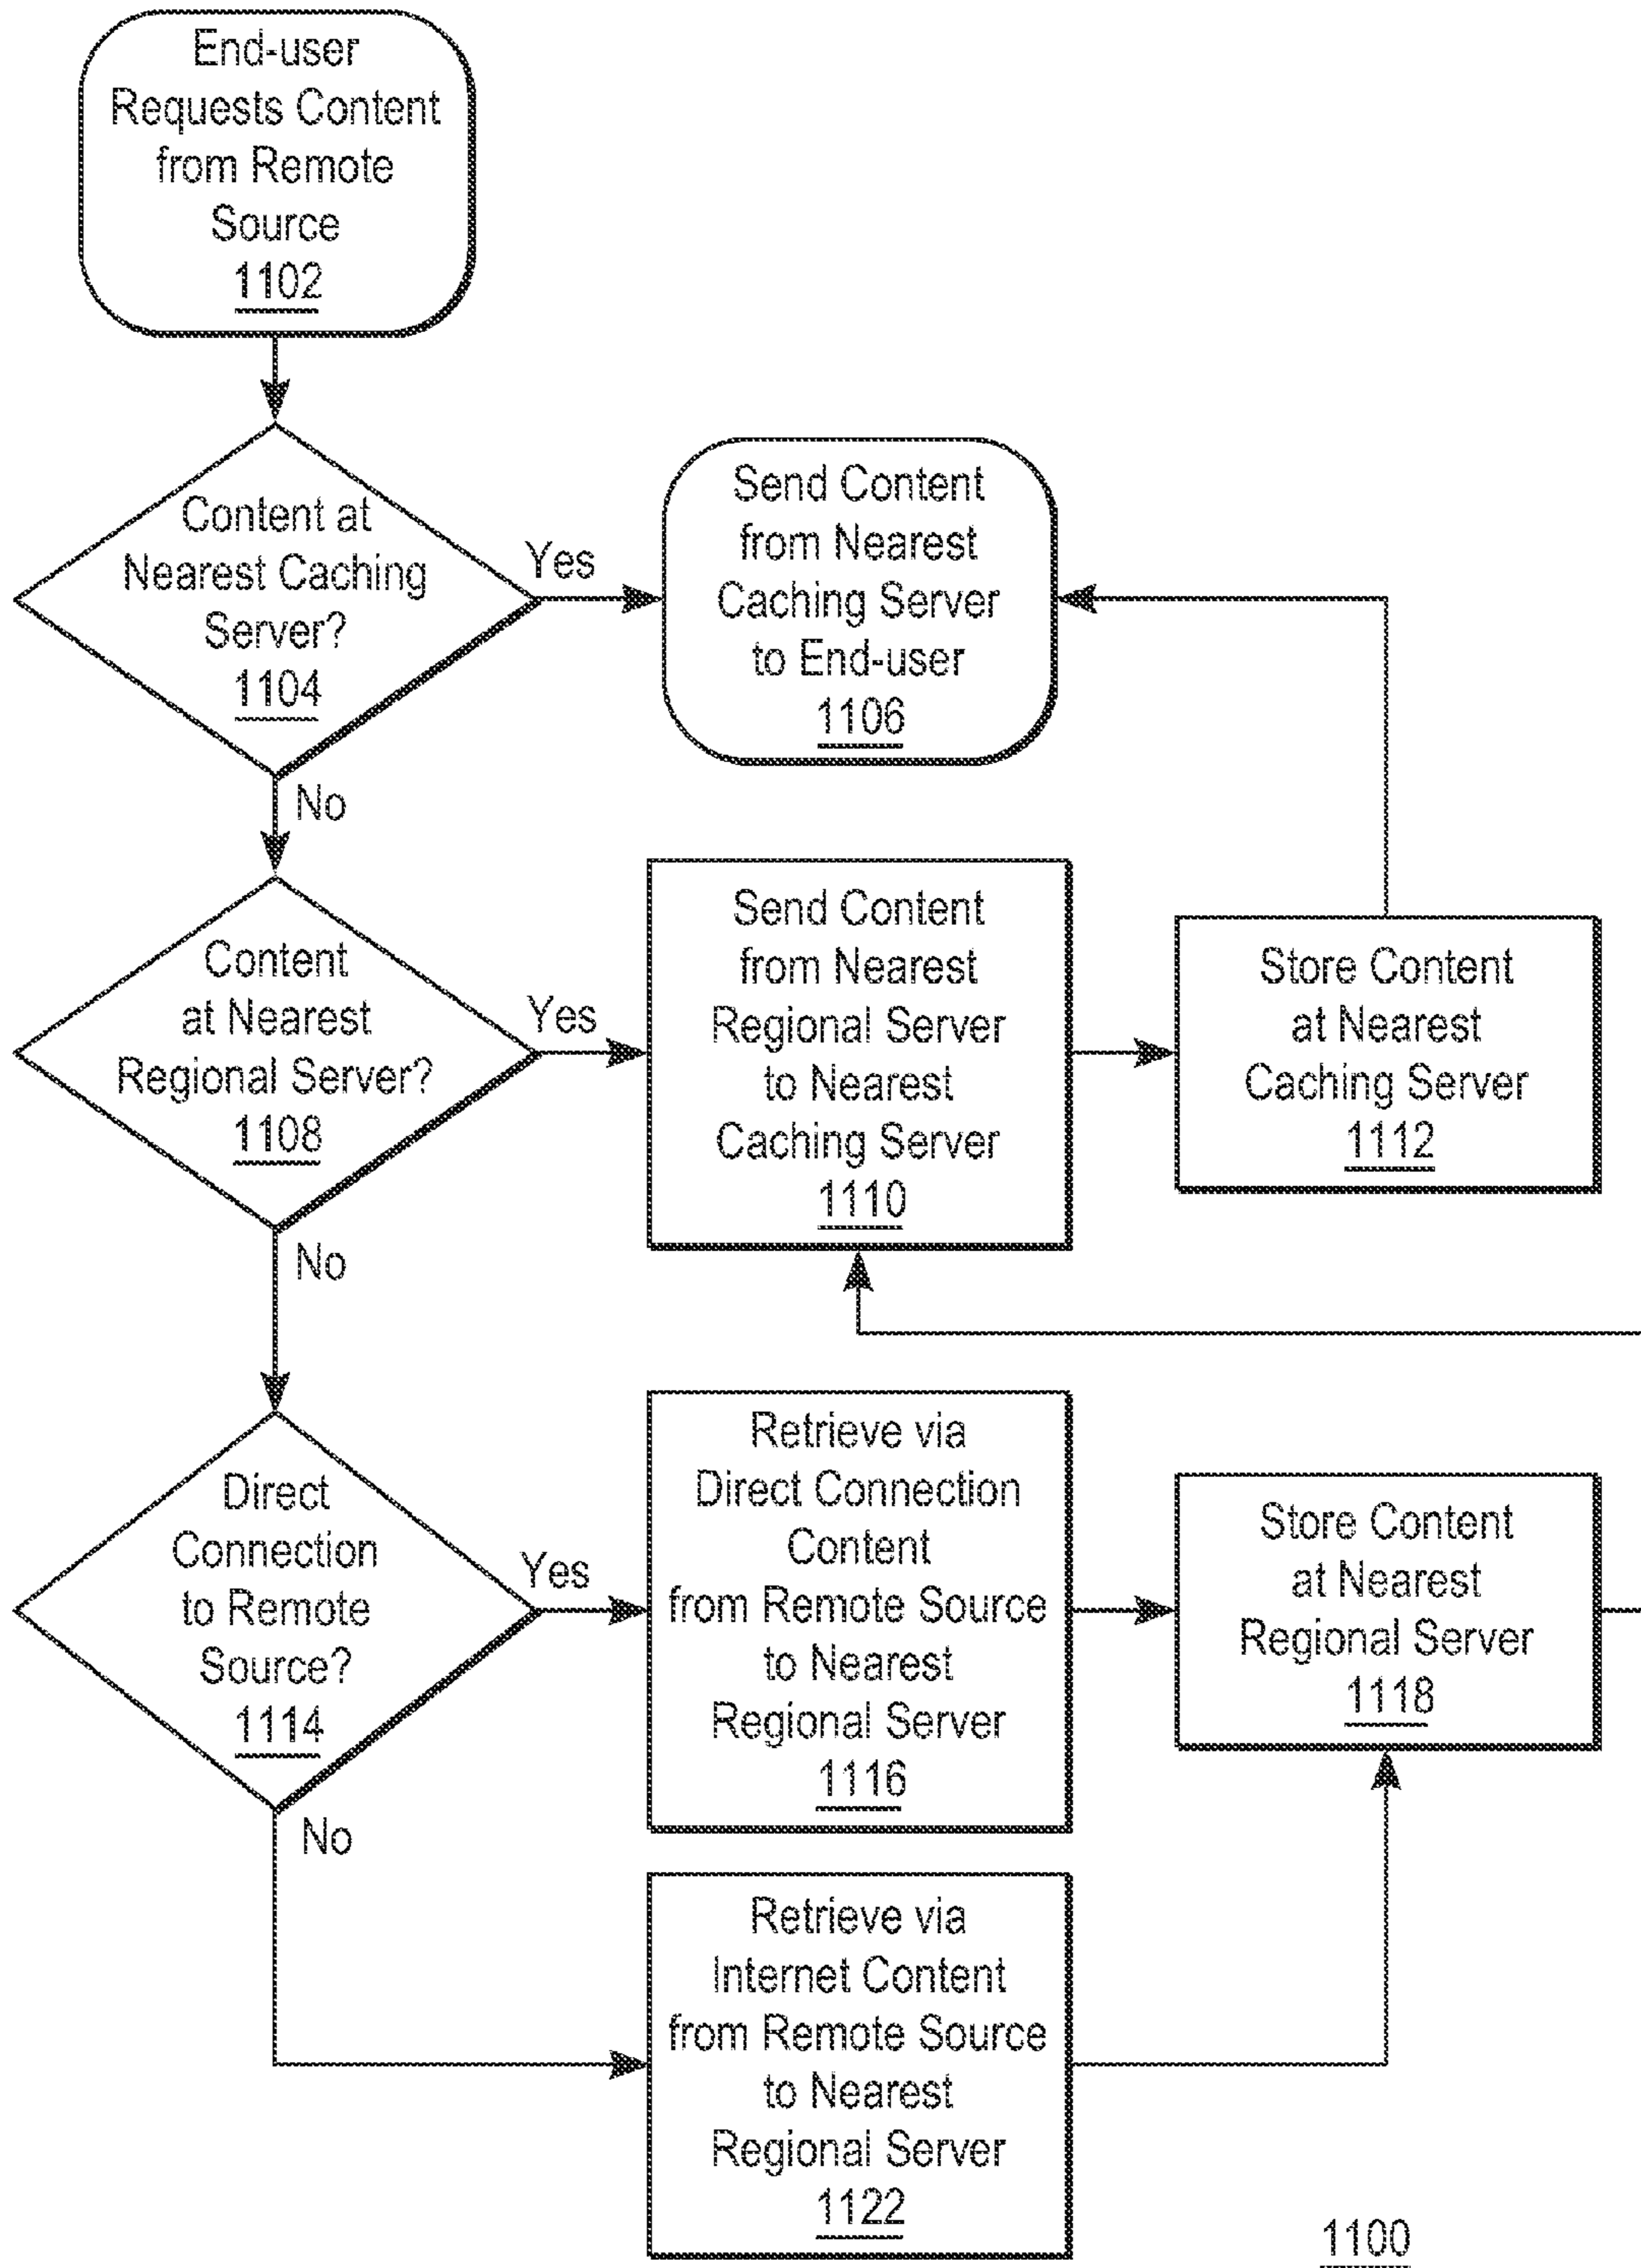 End-user
Requests Content
from Remote
Source
1102
Content at
Nearest Caching
Server?
1104
Yes
No
Send Content
from Nearest
Caching Server
to End-user
1106
Content
at Nearest
Regional Server?
1108
Yes
No
Send Content
from Nearest
Regional Server
to Nearest
Caching Server
1110
Store Content
at Nearest
Caching Server
1112
Direct
Connection
to Remote
Source?
1114
Yes
No
Retrieve via
Direct Connection
Content
from Remote Source
to Nearest
Regional Server
1116
Store Content
at Nearest
Regional Server
1118
Retrieve via
Internet Content
from Remote Source
to Nearest
Regional Server
1122
1100